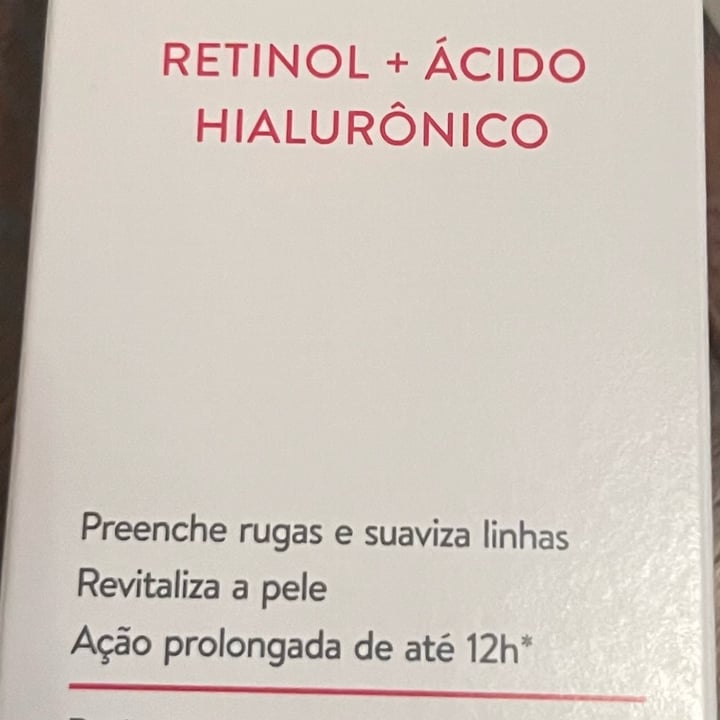 RETINOL + ÁCIDO
HIALURÔNICO
Preenche rugas e suaviza linhas
Revitaliza a pele
Ação prolongada de até 12h*